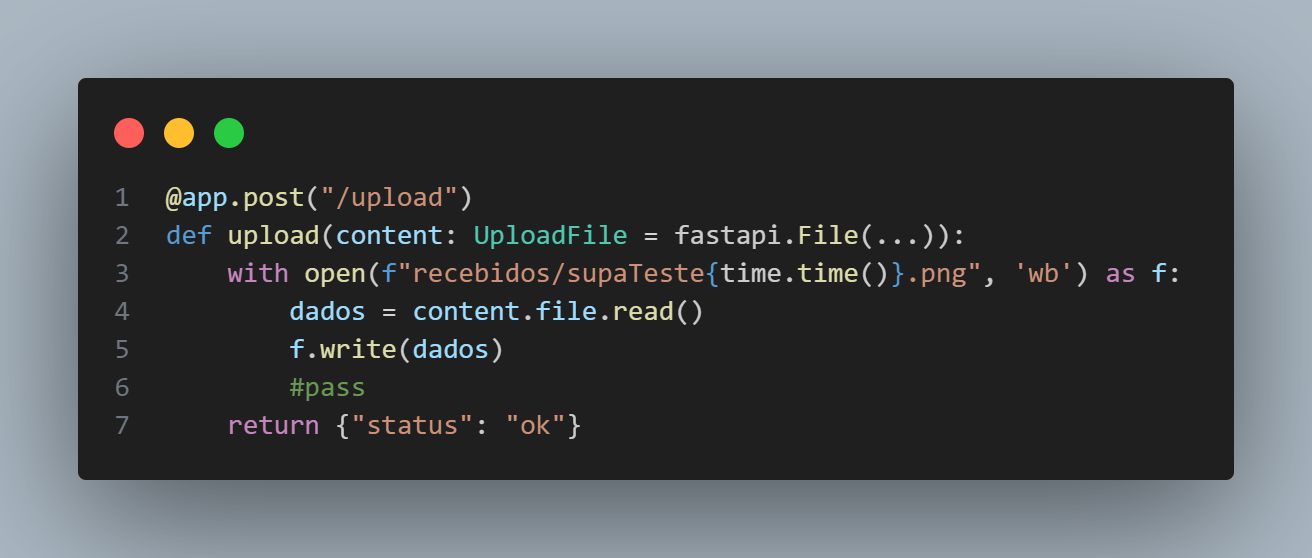 1 @app.post("/upload")
2 def upload(content: UploadFile = fastapi.File(...)):
3     with open(f"recebidos/supaTeste{time.time()}.png", 'wb') as f:
4         dados = content.file.read()
5         f.write(dados)
6         #pass
7     return {"status": "ok"}